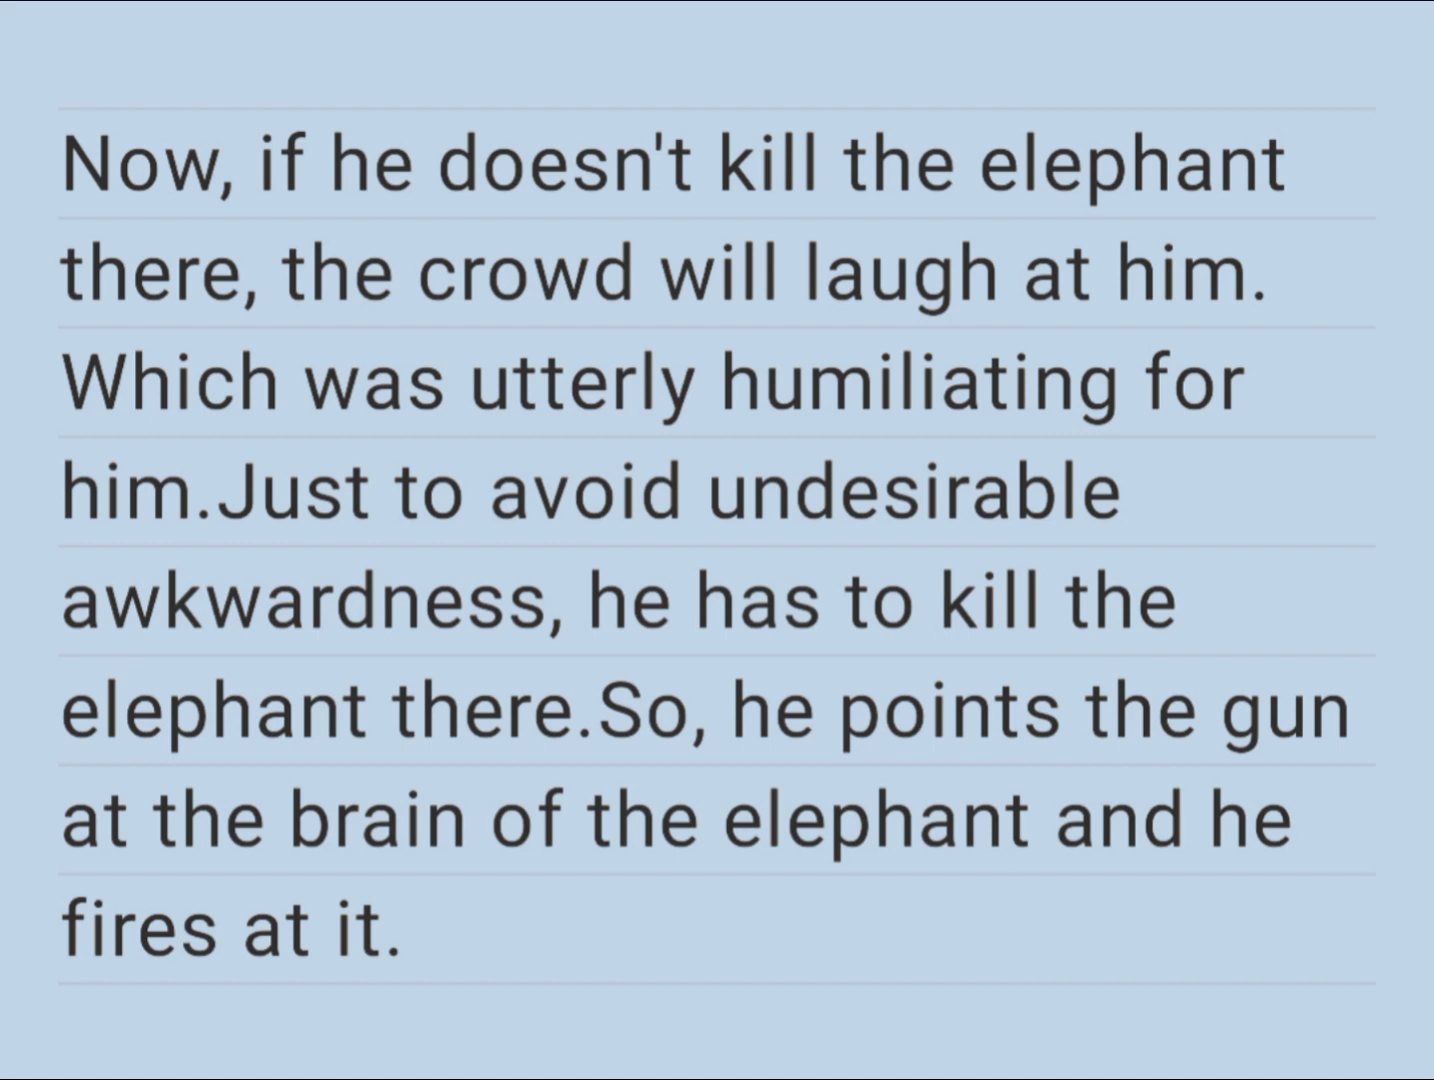 Now, if he doesn't kill the elephant
there, the crowd will laugh at him.
Which was utterly humiliating for
him.Just to avoid undesirable
awkwardness, he has to kill the
elephant there.So, he points the gun
at the brain of the elephant and he
fires at it.